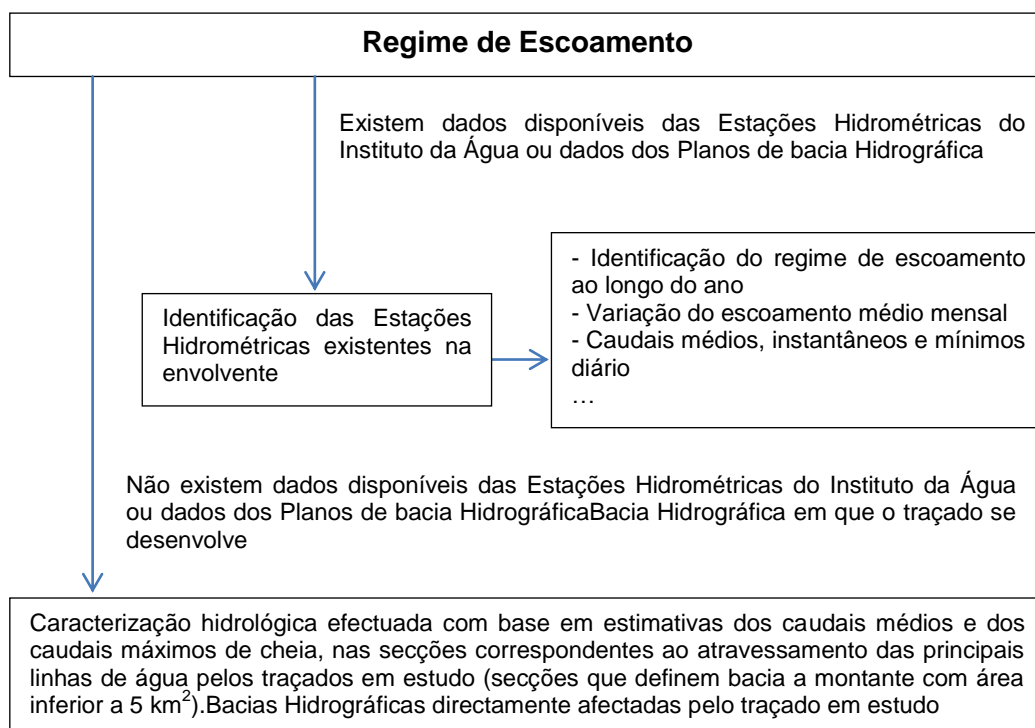 Regime de Escoamento
Existem dados disponíveis das Estações Hidrométricas do
Instituto da Água ou dados dos Planos de bacia Hidrográfica
Identificação das Estações
Hidrométricas existentes na
envolvente
- Identificação do regime de escoamento
ao longo do ano
- Variação do escoamento médio mensal
- Caudais médios, instantâneos e mínimos
diário
…
Não existem dados disponíveis das Estações Hidrométricas do Instituto da Água
ou dados dos Planos de bacia HidrográficaBacia Hidrográfica em que o traçado se
desenvolve
Caracterização hidrológica efectuada com base em estimativas dos caudais médios e dos
caudais máximos de cheia, nas secções correspondentes ao atravessamento das principais
linhas de água pelos traçados em estudo (secções que definem bacia a montante com área
inferior a 5 km²).Bacias Hidrográficas directamente afectadas pelo traçado em estudo